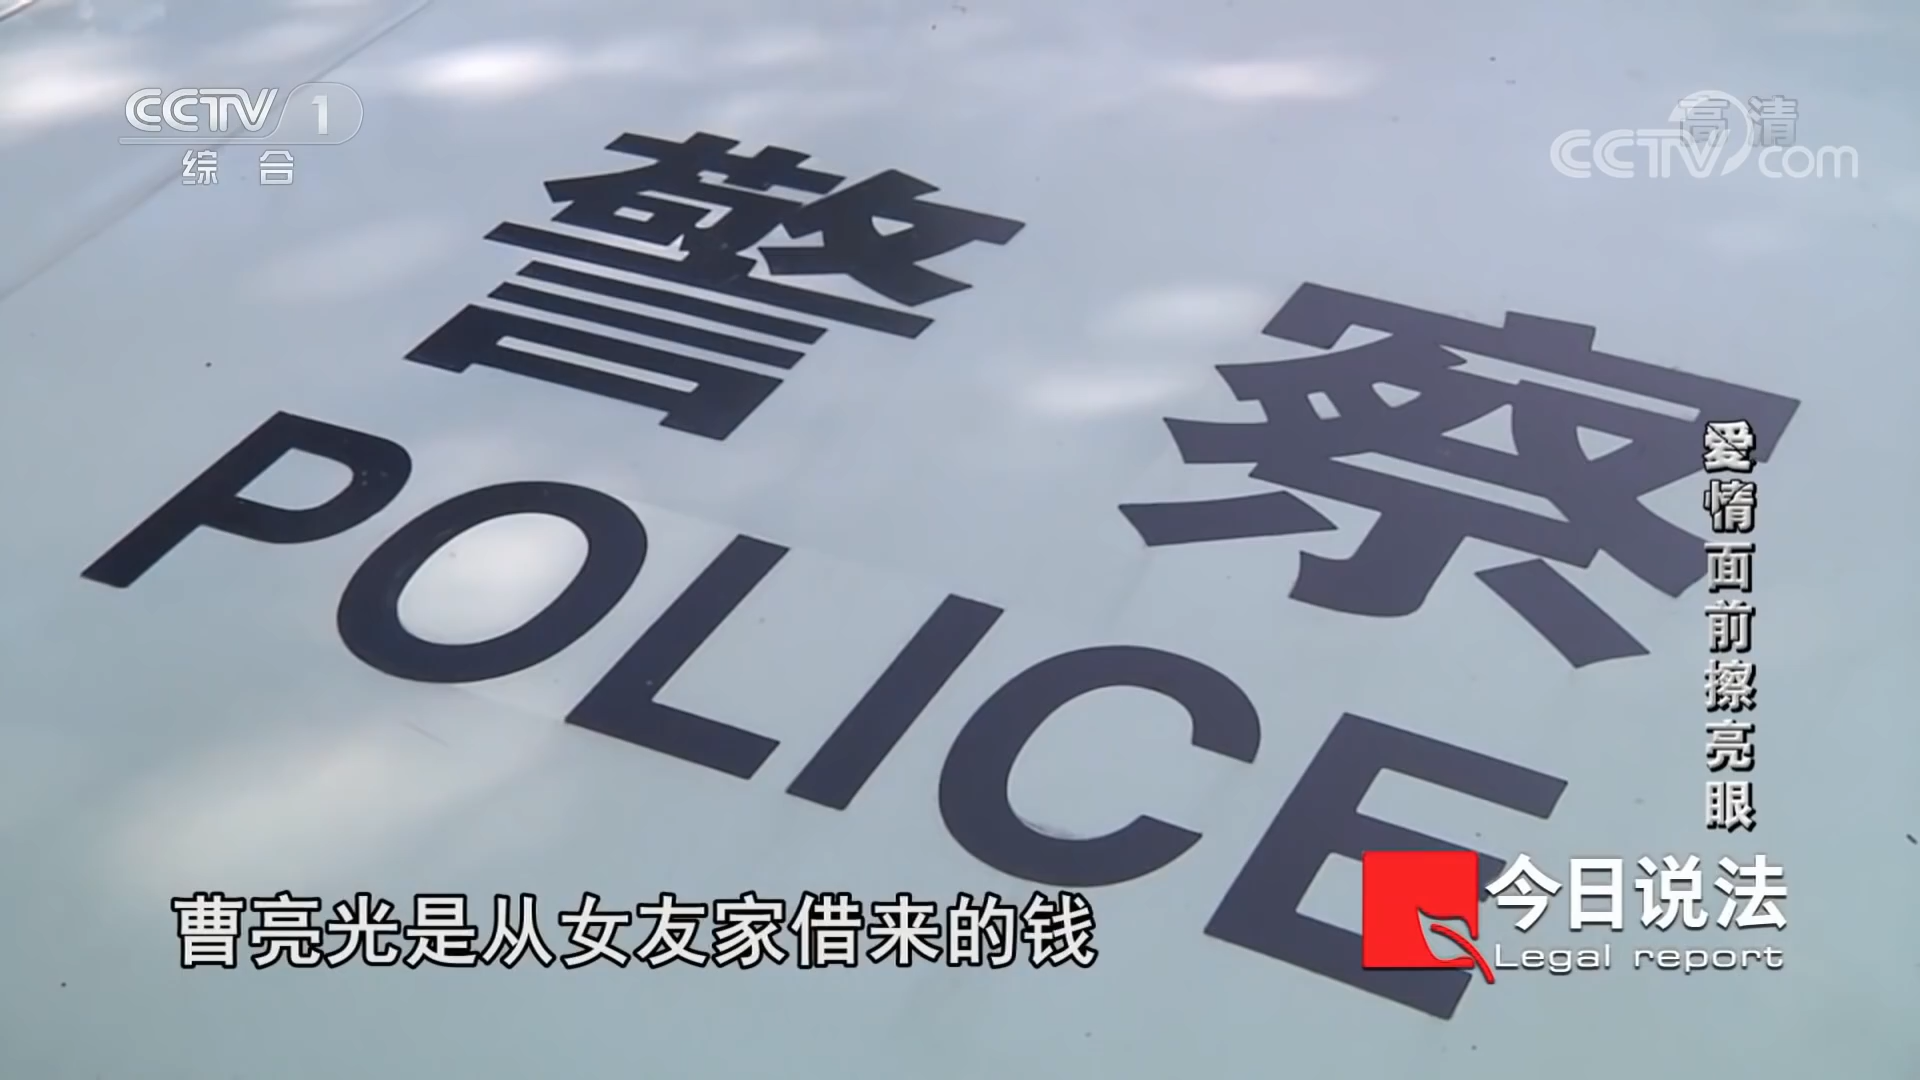 CCTV 1
综合
高清
CCTV.com
警察
POLICE
爱情面前擦亮眼
今日说法
Legal report
曹亮光是从女友家借来的钱